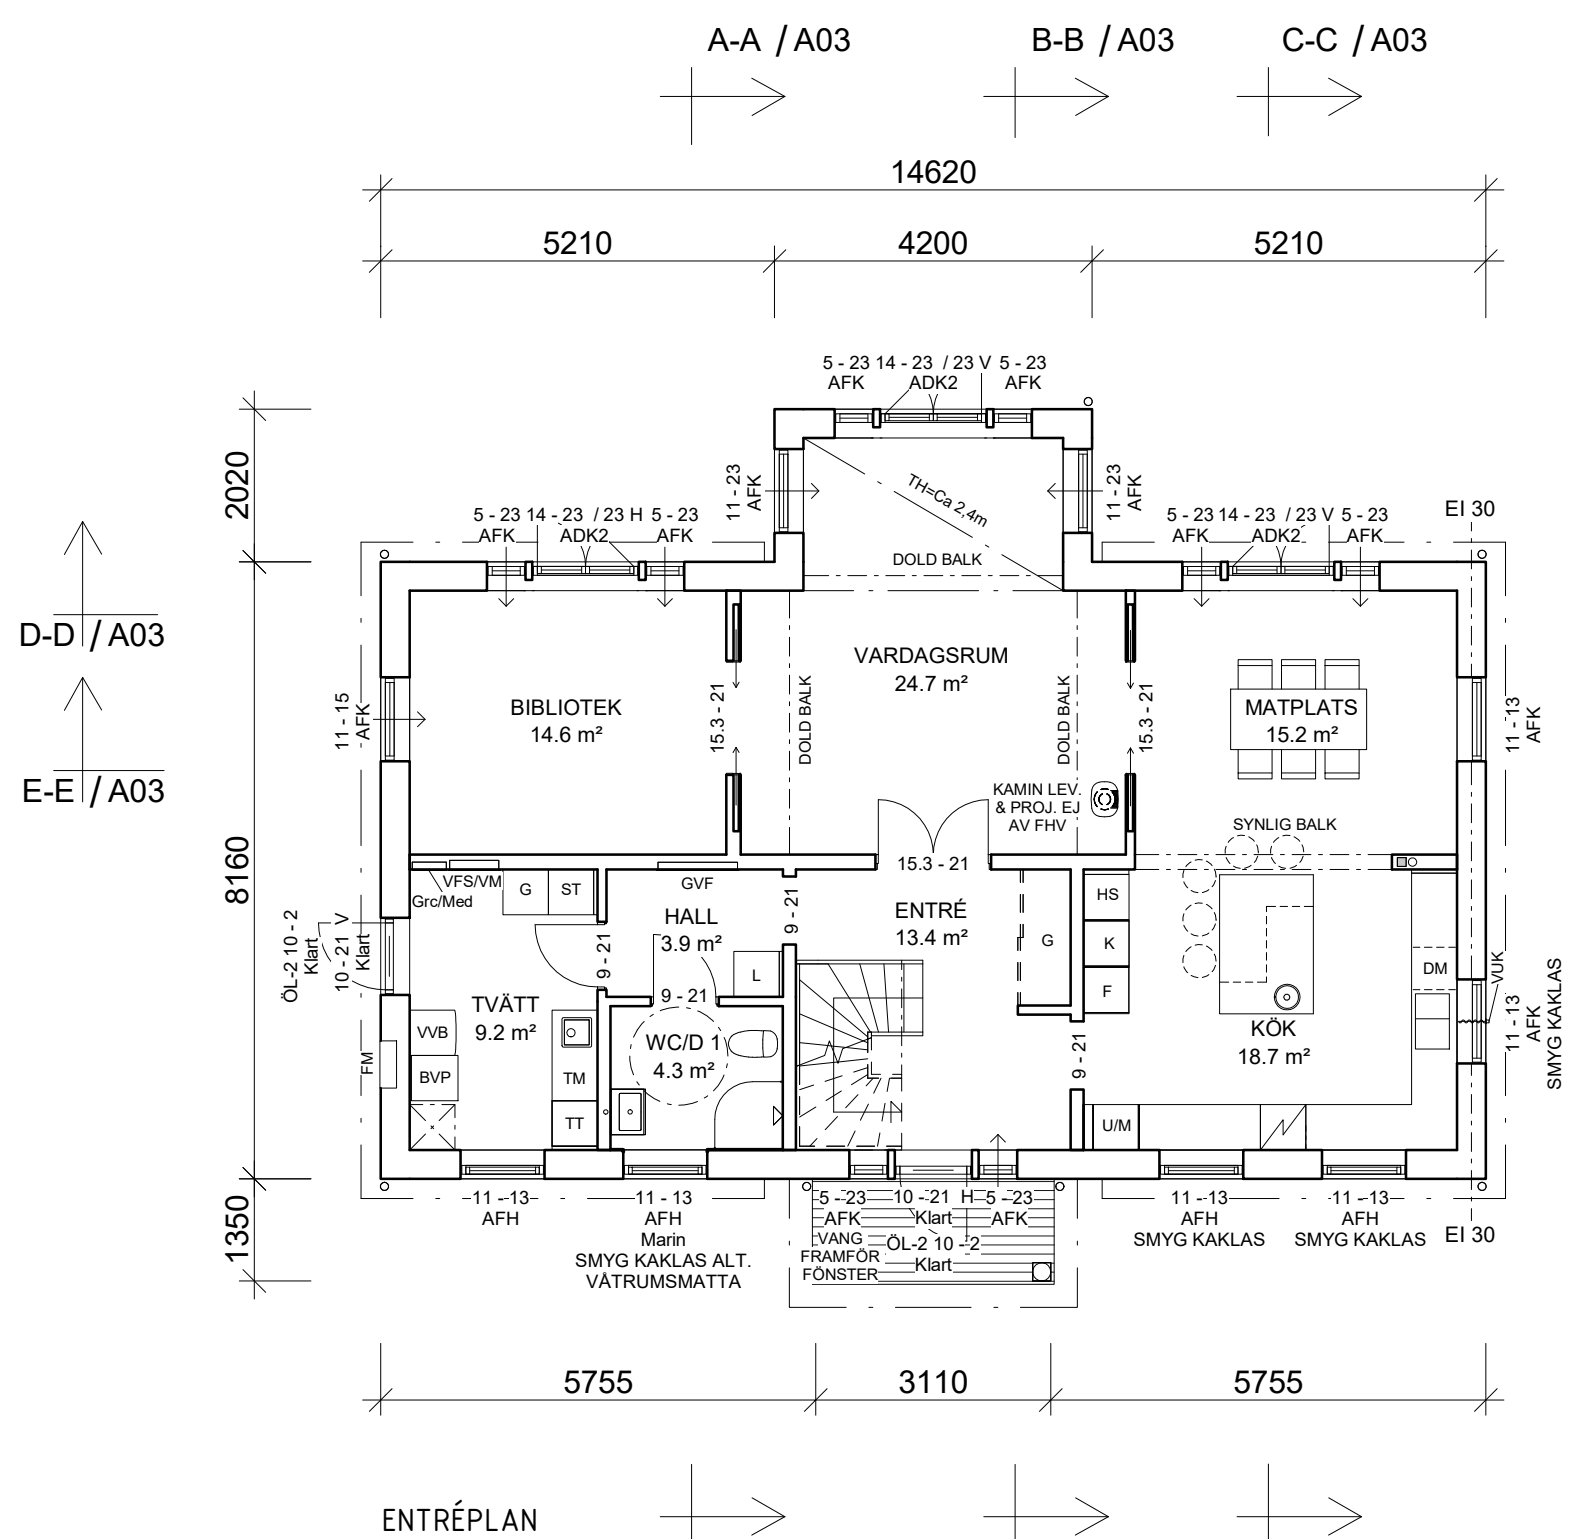 A-A / A03
B-B / A03
C-C / A03
14620
5210
4200
5210
5 - 23 14 - 23 / 23 V 5 - 23
AFK ADK2 AFK
2020
11 - 23
AFK
TH=Ca 2,4m
11 - 23
AFK
5 - 23 14 - 23 / 23 H 5 - 23
AFK ADK2 AFK
5 - 23 14 - 23 / 23 V 5 - 23
AFK ADK2 AFK
EI 30
DOLD BALK
D-D / A03
E-E / A03
VARDAGSRUM
24.7 m²
BIBLIOTEK
14.6 m²
MATPLATS
15.2 m²
11 - 15
AFK
15.3 - 21
DOLD BALK
DOLD BALK
15.3 - 21
11 - 13
AFK
KAMIN LEV.
& PROJ. EJ
AV FHV
SYNLIG BALK
8160
15.3 - 21
VFS/VM
Grc/Med
G
ST
GVF
HALL
3.9 m²
9 - 21
ENTRÉ
13.4 m²
G
HS
K
F
ÖL-2 10 - 2
Klart
10 - 21 V
Klart
9 - 21
L
9 - 21
DM
VUK
TVÄTT
9.2 m²
VVB
BVP
FM
TM
TT
WC/D 1
4.3 m²
9 - 21
KÖK
18.7 m²
11 - 13
AFK
SMYG KAKLAS
U/M
1350
11 - 13
AFH
11 - 13
AFH
Marin
SMYG KAKLAS ALT.
VÅTRUMSMATTA
5 - 23 10 - 21 H 5 - 23
AFK Klart AFK
VANG
FRAMFÖR
FÖNSTER
ÖL-2 10 - 2
Klart
11 - 13
AFH
SMYG KAKLAS
11 - 13
AFH
SMYG KAKLAS
EI 30
5755
3110
5755
ENTRÉPLAN